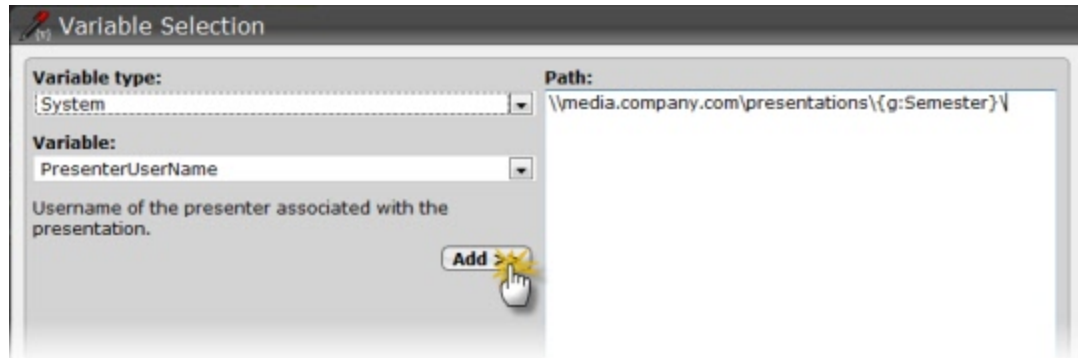 Variable Selection
Variable type:
System
Variable:
PresenterUserName
Username of the presenter associated with the
presentation.
Add >>
Path:
\\media.company.com\presentations\{g:Semester}\